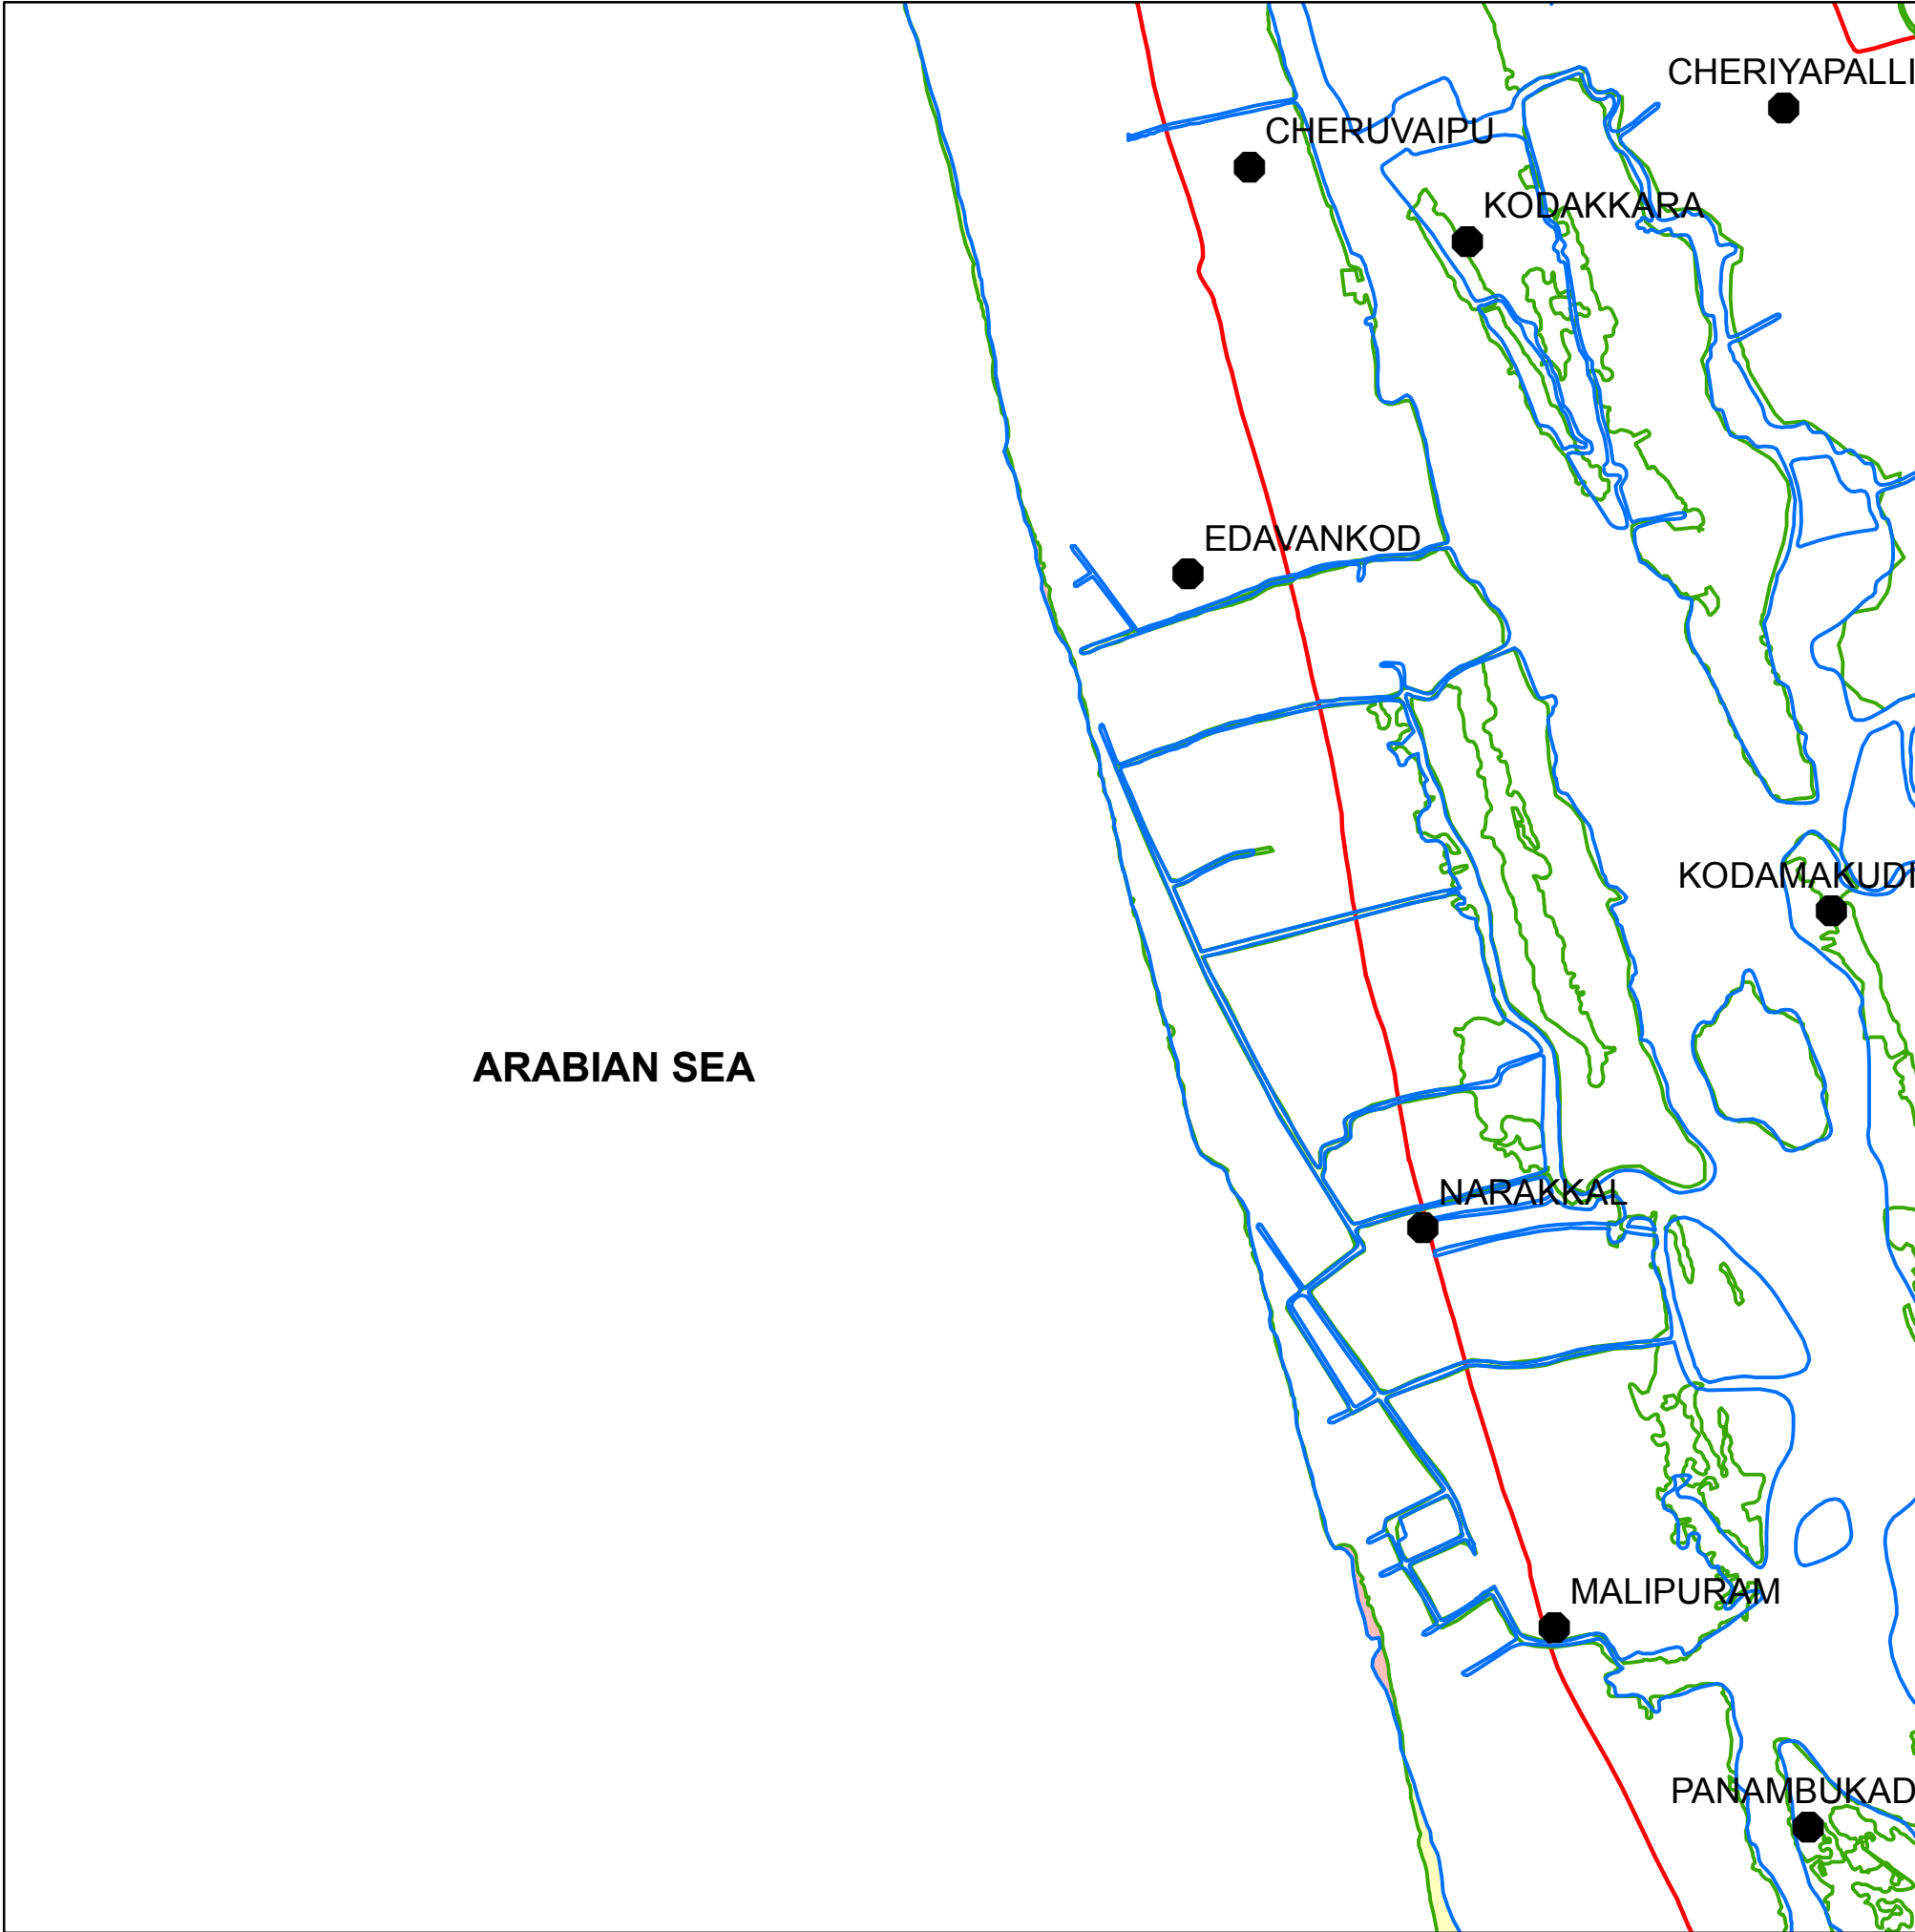 CHERIYAPALLI
CHERUVAIPU
KODAKKARA
EDAVANKOD
KODAMAKUDI
ARABIAN SEA
NARAKKAL
MALIPURAM
PANAMBUKAD